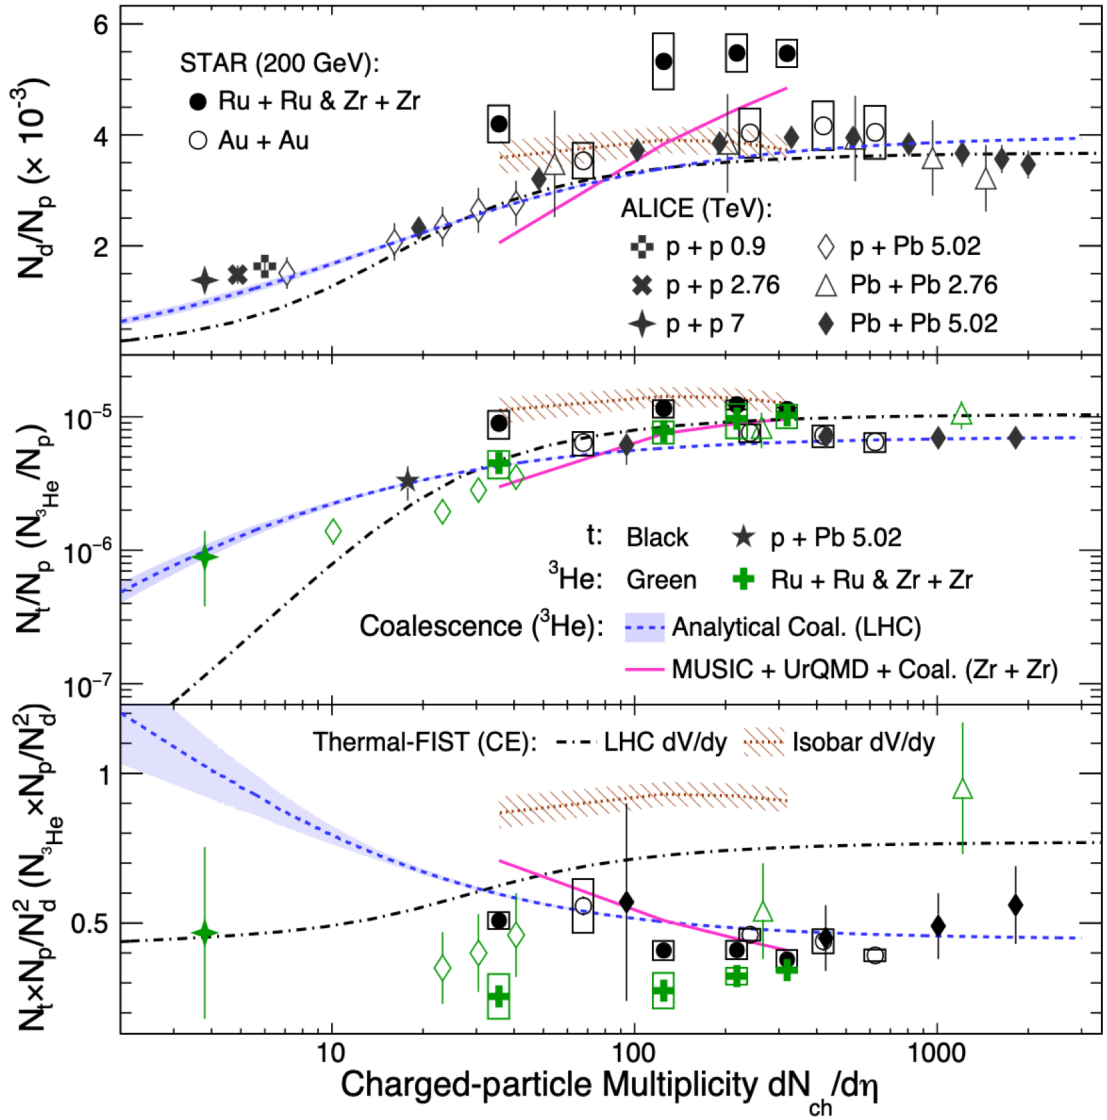 6
4
2
N_d/N_p (× 10^-3)
STAR (200 GeV):
Ru + Ru & Zr + Zr
Au + Au
ALICE (TeV):
p + p 0.9
p + Pb 5.02
p + p 2.76
Pb + Pb 2.76
p + p 7
Pb + Pb 5.02
10^-5
10^-6
10^-7
N_t/N_p (N_³He/N_p)
t: Black
p + Pb 5.02
³He: Green
Ru + Ru & Zr + Zr
Coalescence (³He):
Analytical Coal. (LHC)
MUSIC + UrQMD + Coal. (Zr + Zr)
1
0.5
N_t×N_p/N_d^2 (N_³He×N_p/N_d^2)
Thermal-FIST (CE):
LHC dV/dy
Isobar dV/dy
10
100
1000
Charged-particle Multiplicity dN_ch/dη